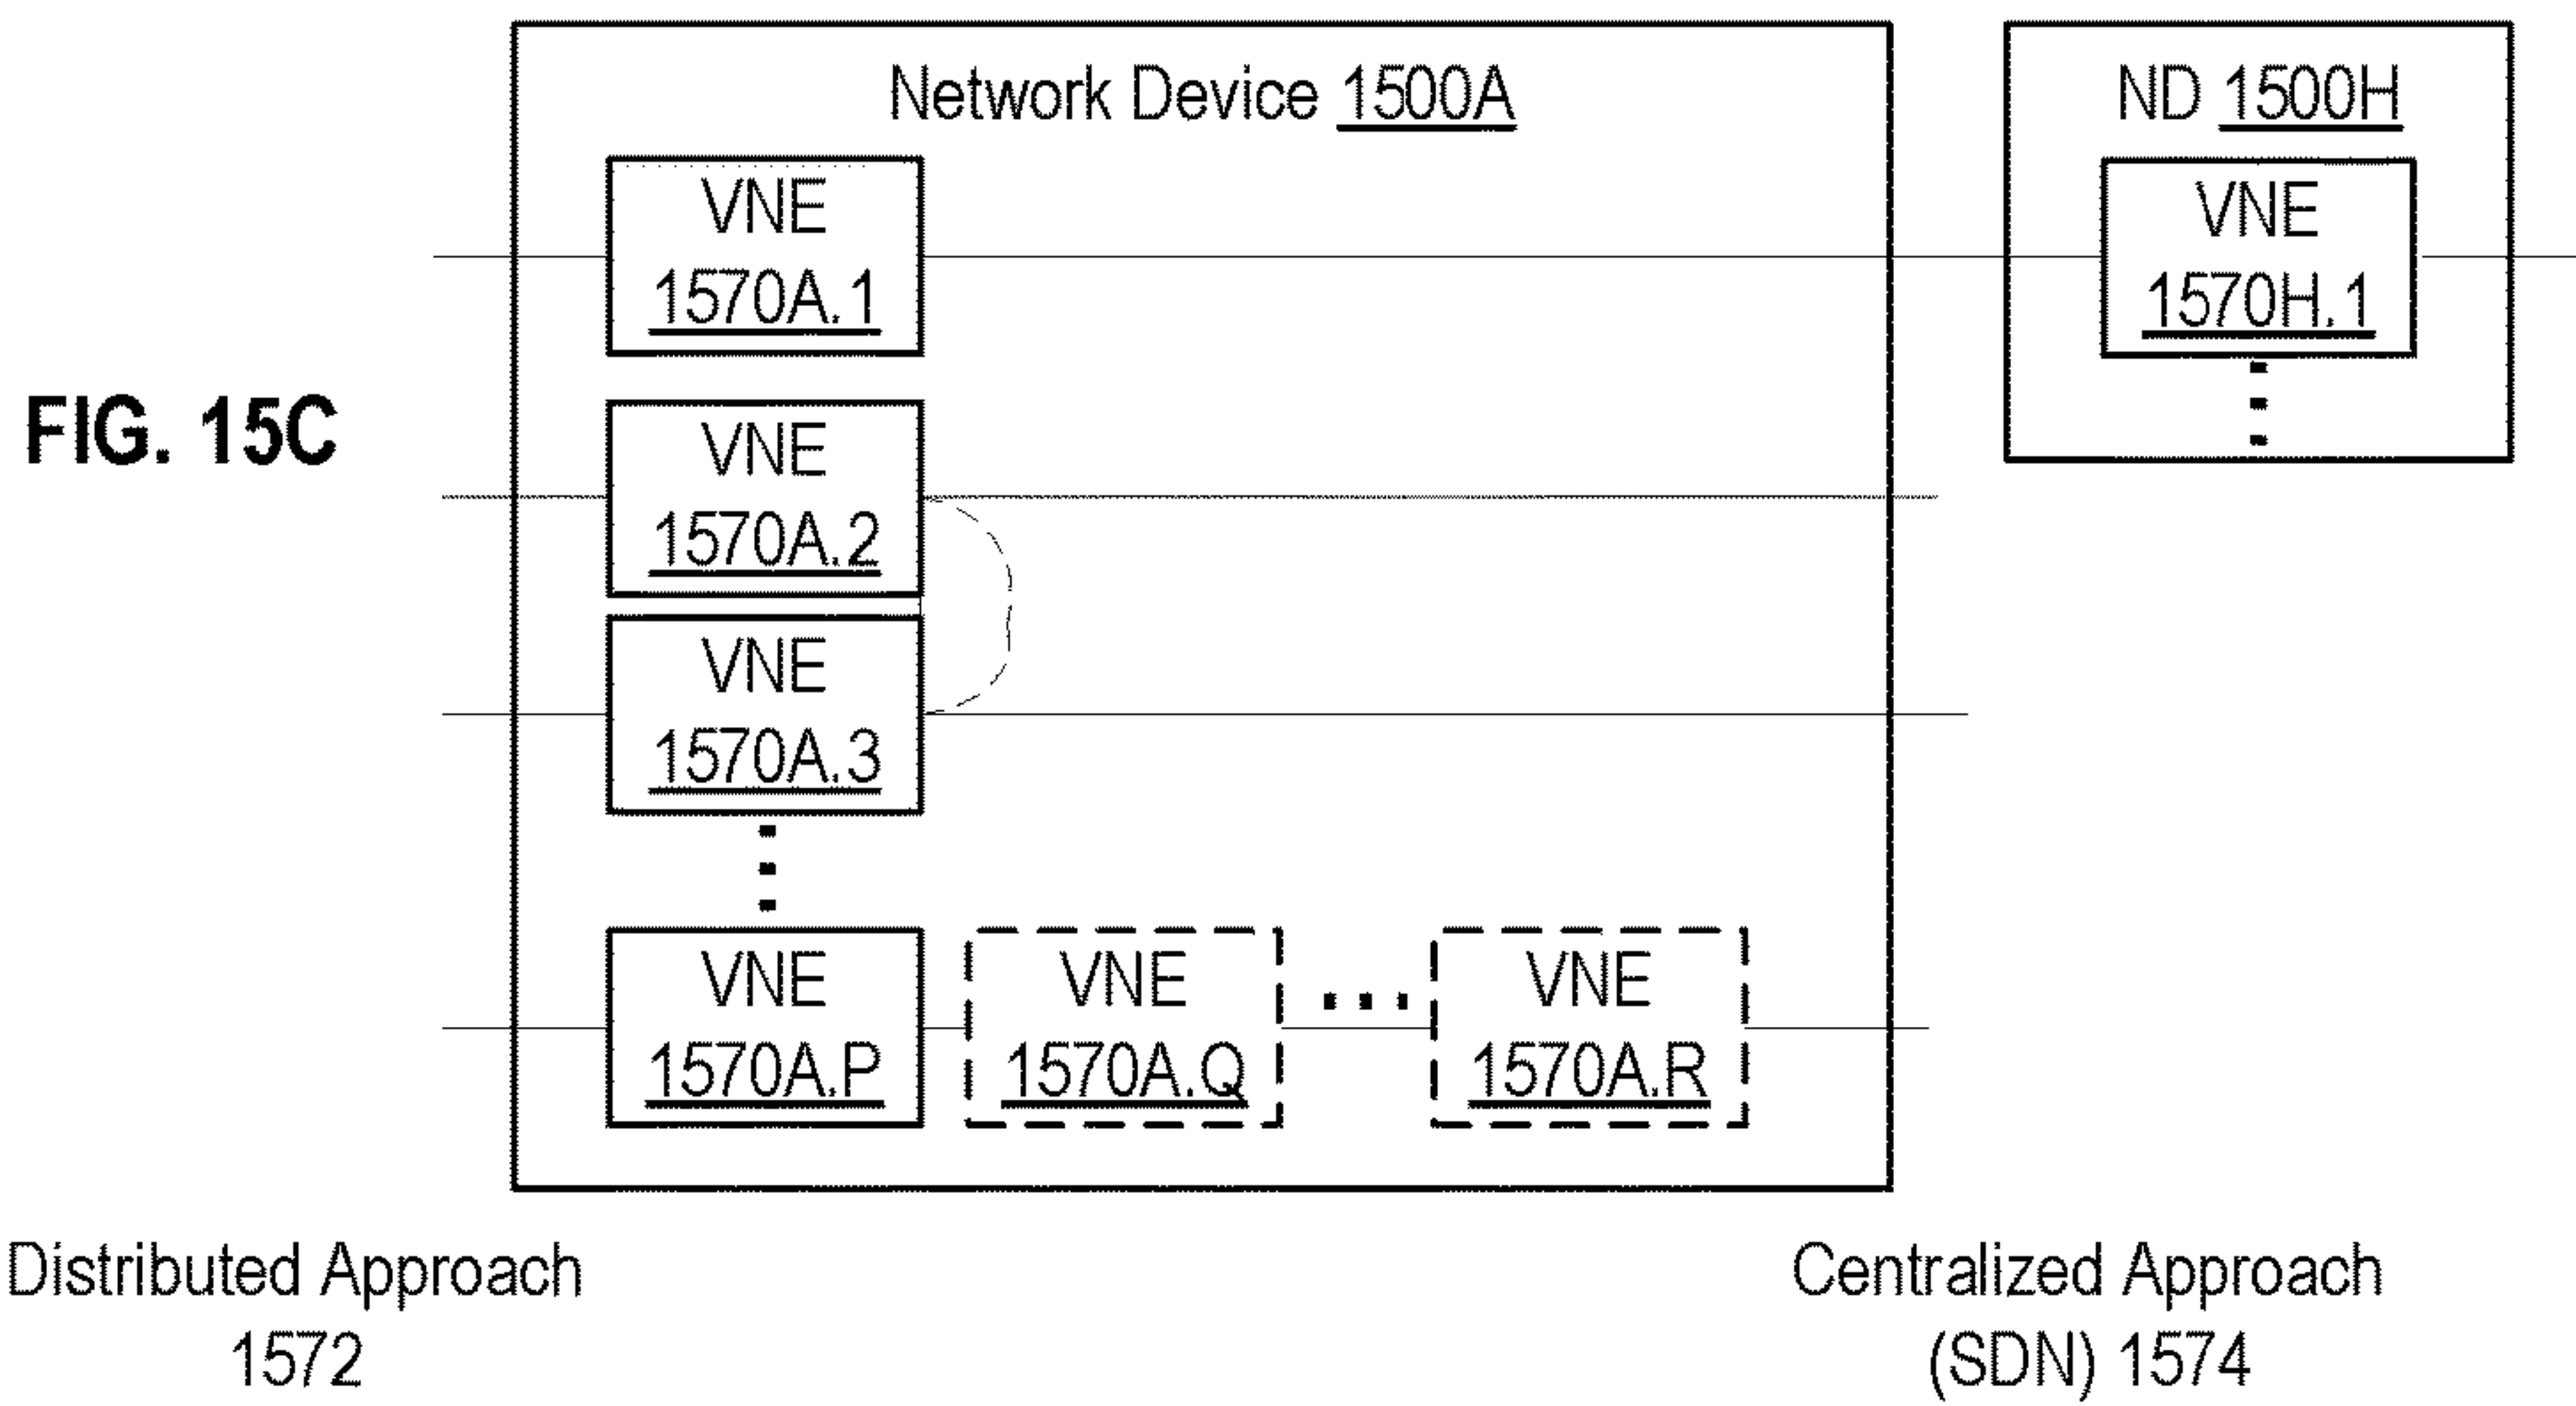 FIG. 15C
Network Device 1500A
VNE
1570A.1
VNE
1570A.2
VNE
1570A.3
VNE
1570A.P
VNE
1570A.Q
VNE
1570A.R
ND 1500H
VNE
1570H.1
Distributed Approach
1572
Centralized Approach
(SDN) 1574